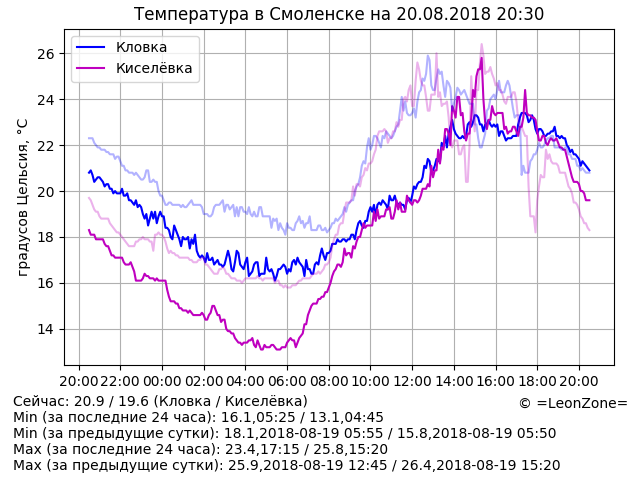 Температура в Смоленске на 20.08.2018 20:30
Кловка
Киселёвка
градусов Цельсия, °C
26
24
22
20
18
16
14
20:00 22:00 00:00 02:00 04:00 06:00 08:00 10:00 12:00 14:00 16:00 18:00 20:00
Сейчас: 20.9 / 19.6 (Кловка / Киселёвка)
© =LeonZone=
Min (за последние 24 часа): 16.1,05:25 / 13.1,04:45
Min (за предыдущие сутки): 18.1,2018-08-19 05:55 / 15.8,2018-08-19 05:50
Max (за последние 24 часа): 23.4,17:15 / 25.8,15:20
Max (за предыдущие сутки): 25.9,2018-08-19 12:45 / 26.4,2018-08-19 15:20